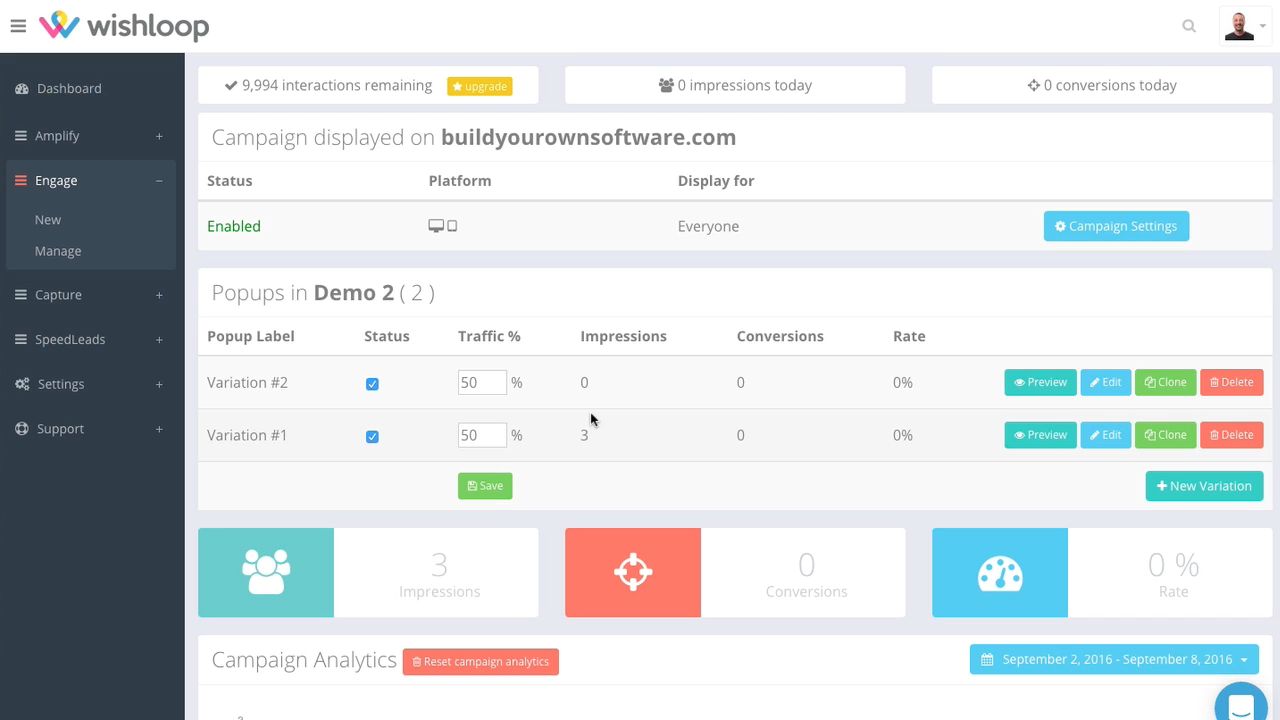 wishloop
Dashboard
Amplify +
Engage −
New
Manage
Capture +
SpeedLeads +
Settings +
Support +
9,994 interactions remaining upgrade
0 impressions today
0 conversions today
Campaign displayed on buildyourownsoftware.com
Status Platform Display for
Enabled Everyone Campaign Settings
Popups in Demo 2 ( 2 )
Popup Label Status Traffic % Impressions Conversions Rate
Variation #2 50 % 0 0 0% Preview Edit Clone Delete
Variation #1 50 % 3 0 0% Preview Edit Clone Delete
Save + New Variation
3
Impressions
0
Conversions
0 %
Rate
Campaign Analytics Reset campaign analytics September 2, 2016 - September 8, 2016